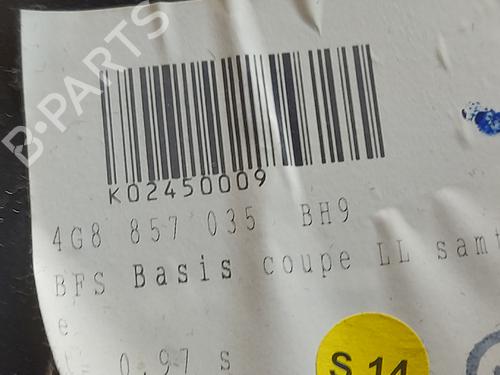 B-PARTS
K02450009
4G8 857 035 BH9
BFS Basis coupe LL samt
e
0.97 s
S 14